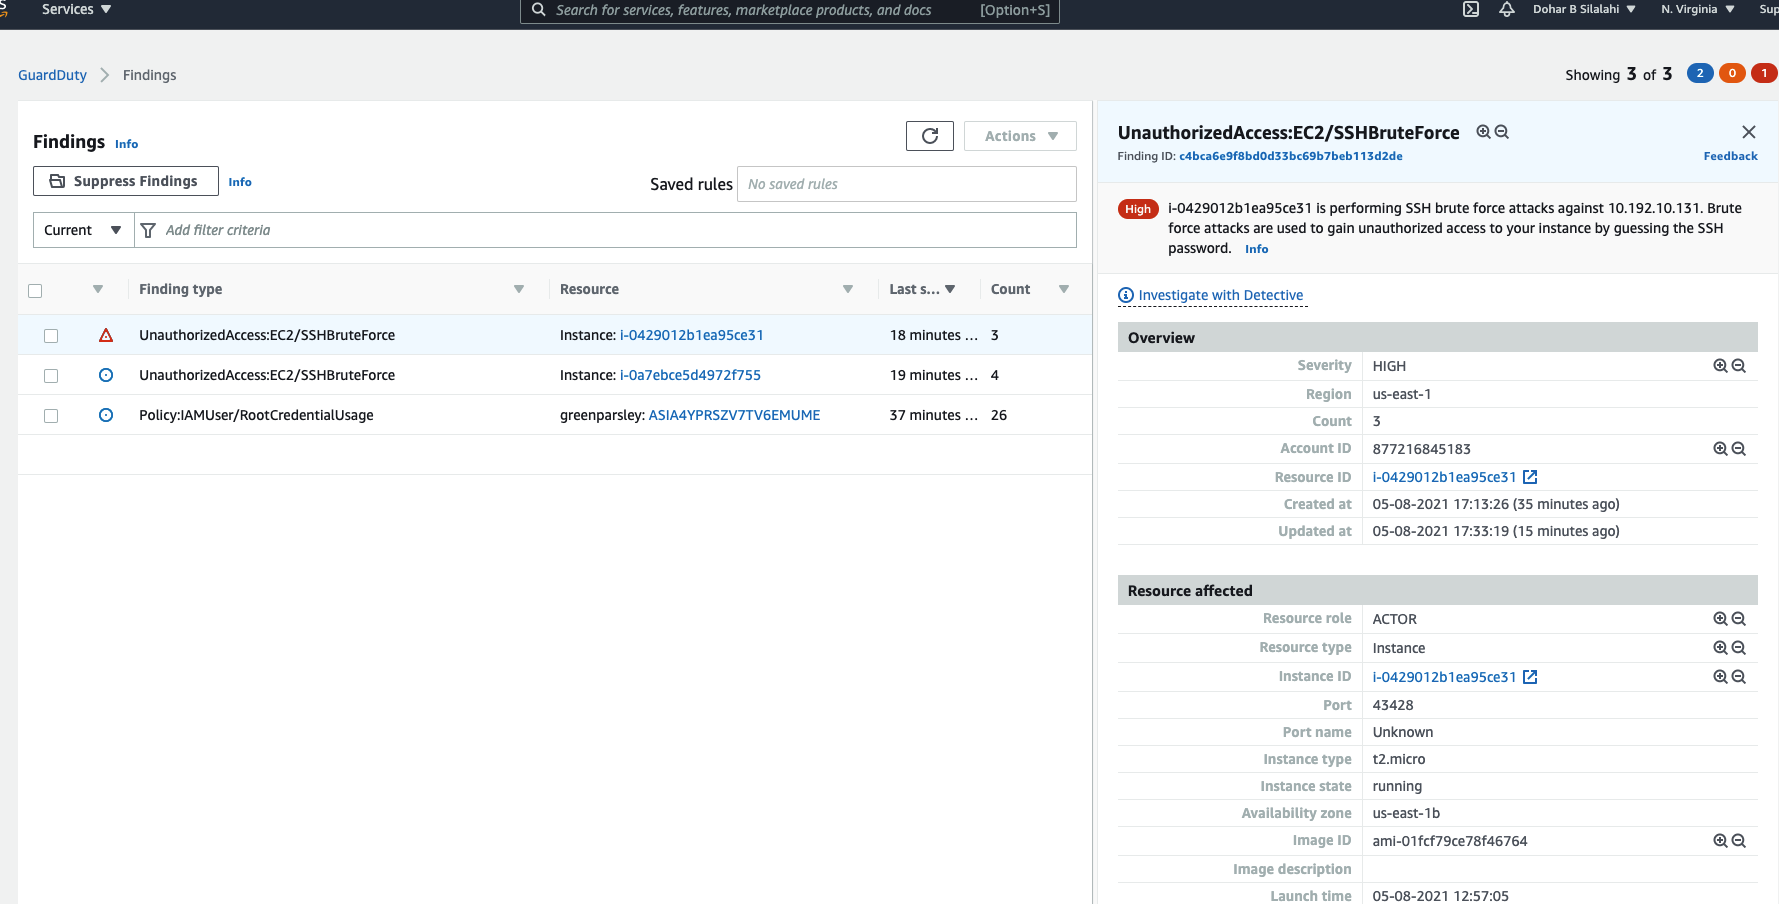 Services
Search for services, features, marketplace products, and docs [Option+S]
Dohar B Silalahi
N. Virginia
Sup
GuardDuty
Findings
Showing 3 of 3 2 0 1
Findings Info
Actions
Suppress Findings Info
Saved rules No saved rules
Current Add filter criteria
Finding type Resource Last s... Count
UnauthorizedAccess:EC2/SSHBruteForce Instance: i-0429012b1ea95ce31 18 minutes ... 3
UnauthorizedAccess:EC2/SSHBruteForce Instance: i-0a7ebce5d4972f755 19 minutes ... 4
Policy:IAMUser/RootCredentialUsage greenparsley: ASIA4YPRSZV7TV6EMUME 37 minutes ... 26
UnauthorizedAccess:EC2/SSHBruteForce
Finding ID: c4bca6e9f8bd0d33bc69b7beb113d2de Feedback
High i-0429012b1ea95ce31 is performing SSH brute force attacks against 10.192.10.131. Brute
force attacks are used to gain unauthorized access to your instance by guessing the SSH
password. Info
Investigate with Detective
Overview
Severity HIGH
Region us-east-1
Count 3
Account ID 877216845183
Resource ID i-0429012b1ea95ce31
Created at 05-08-2021 17:13:26 (35 minutes ago)
Updated at 05-08-2021 17:33:19 (15 minutes ago)
Resource affected
Resource role ACTOR
Resource type Instance
Instance ID i-0429012b1ea95ce31
Port 43428
Port name Unknown
Instance type t2.micro
Instance state running
Availability zone us-east-1b
Image ID ami-01fcf79ce78f46764
Image description
Launch time 05-08-2021 12:57:05